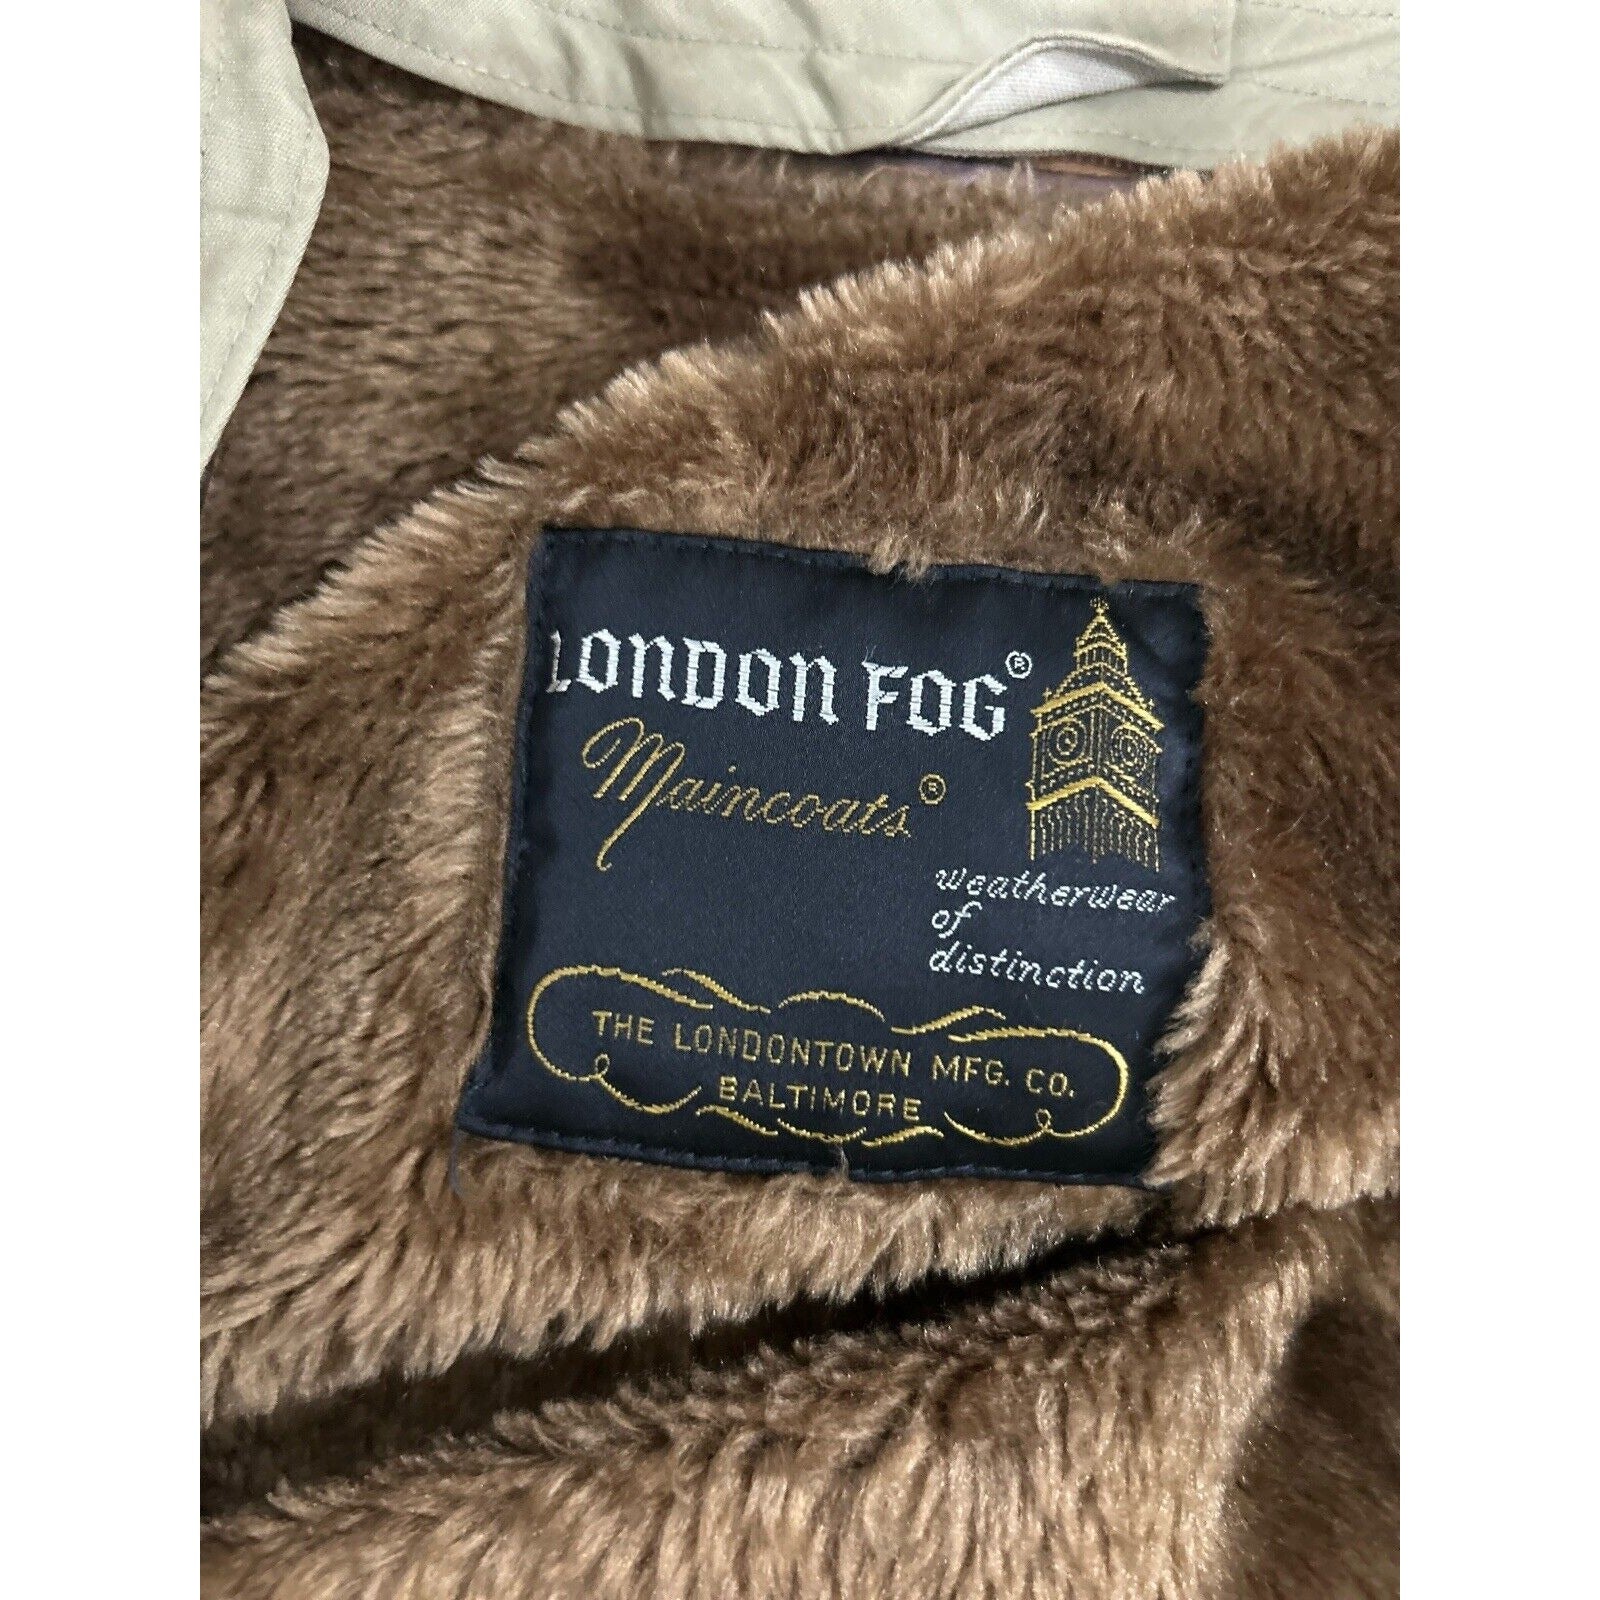 LONDON FOG®
Maincoats®
weatherwear
of
distinction
THE LONDONTOWN MFG. CO.
BALTIMORE